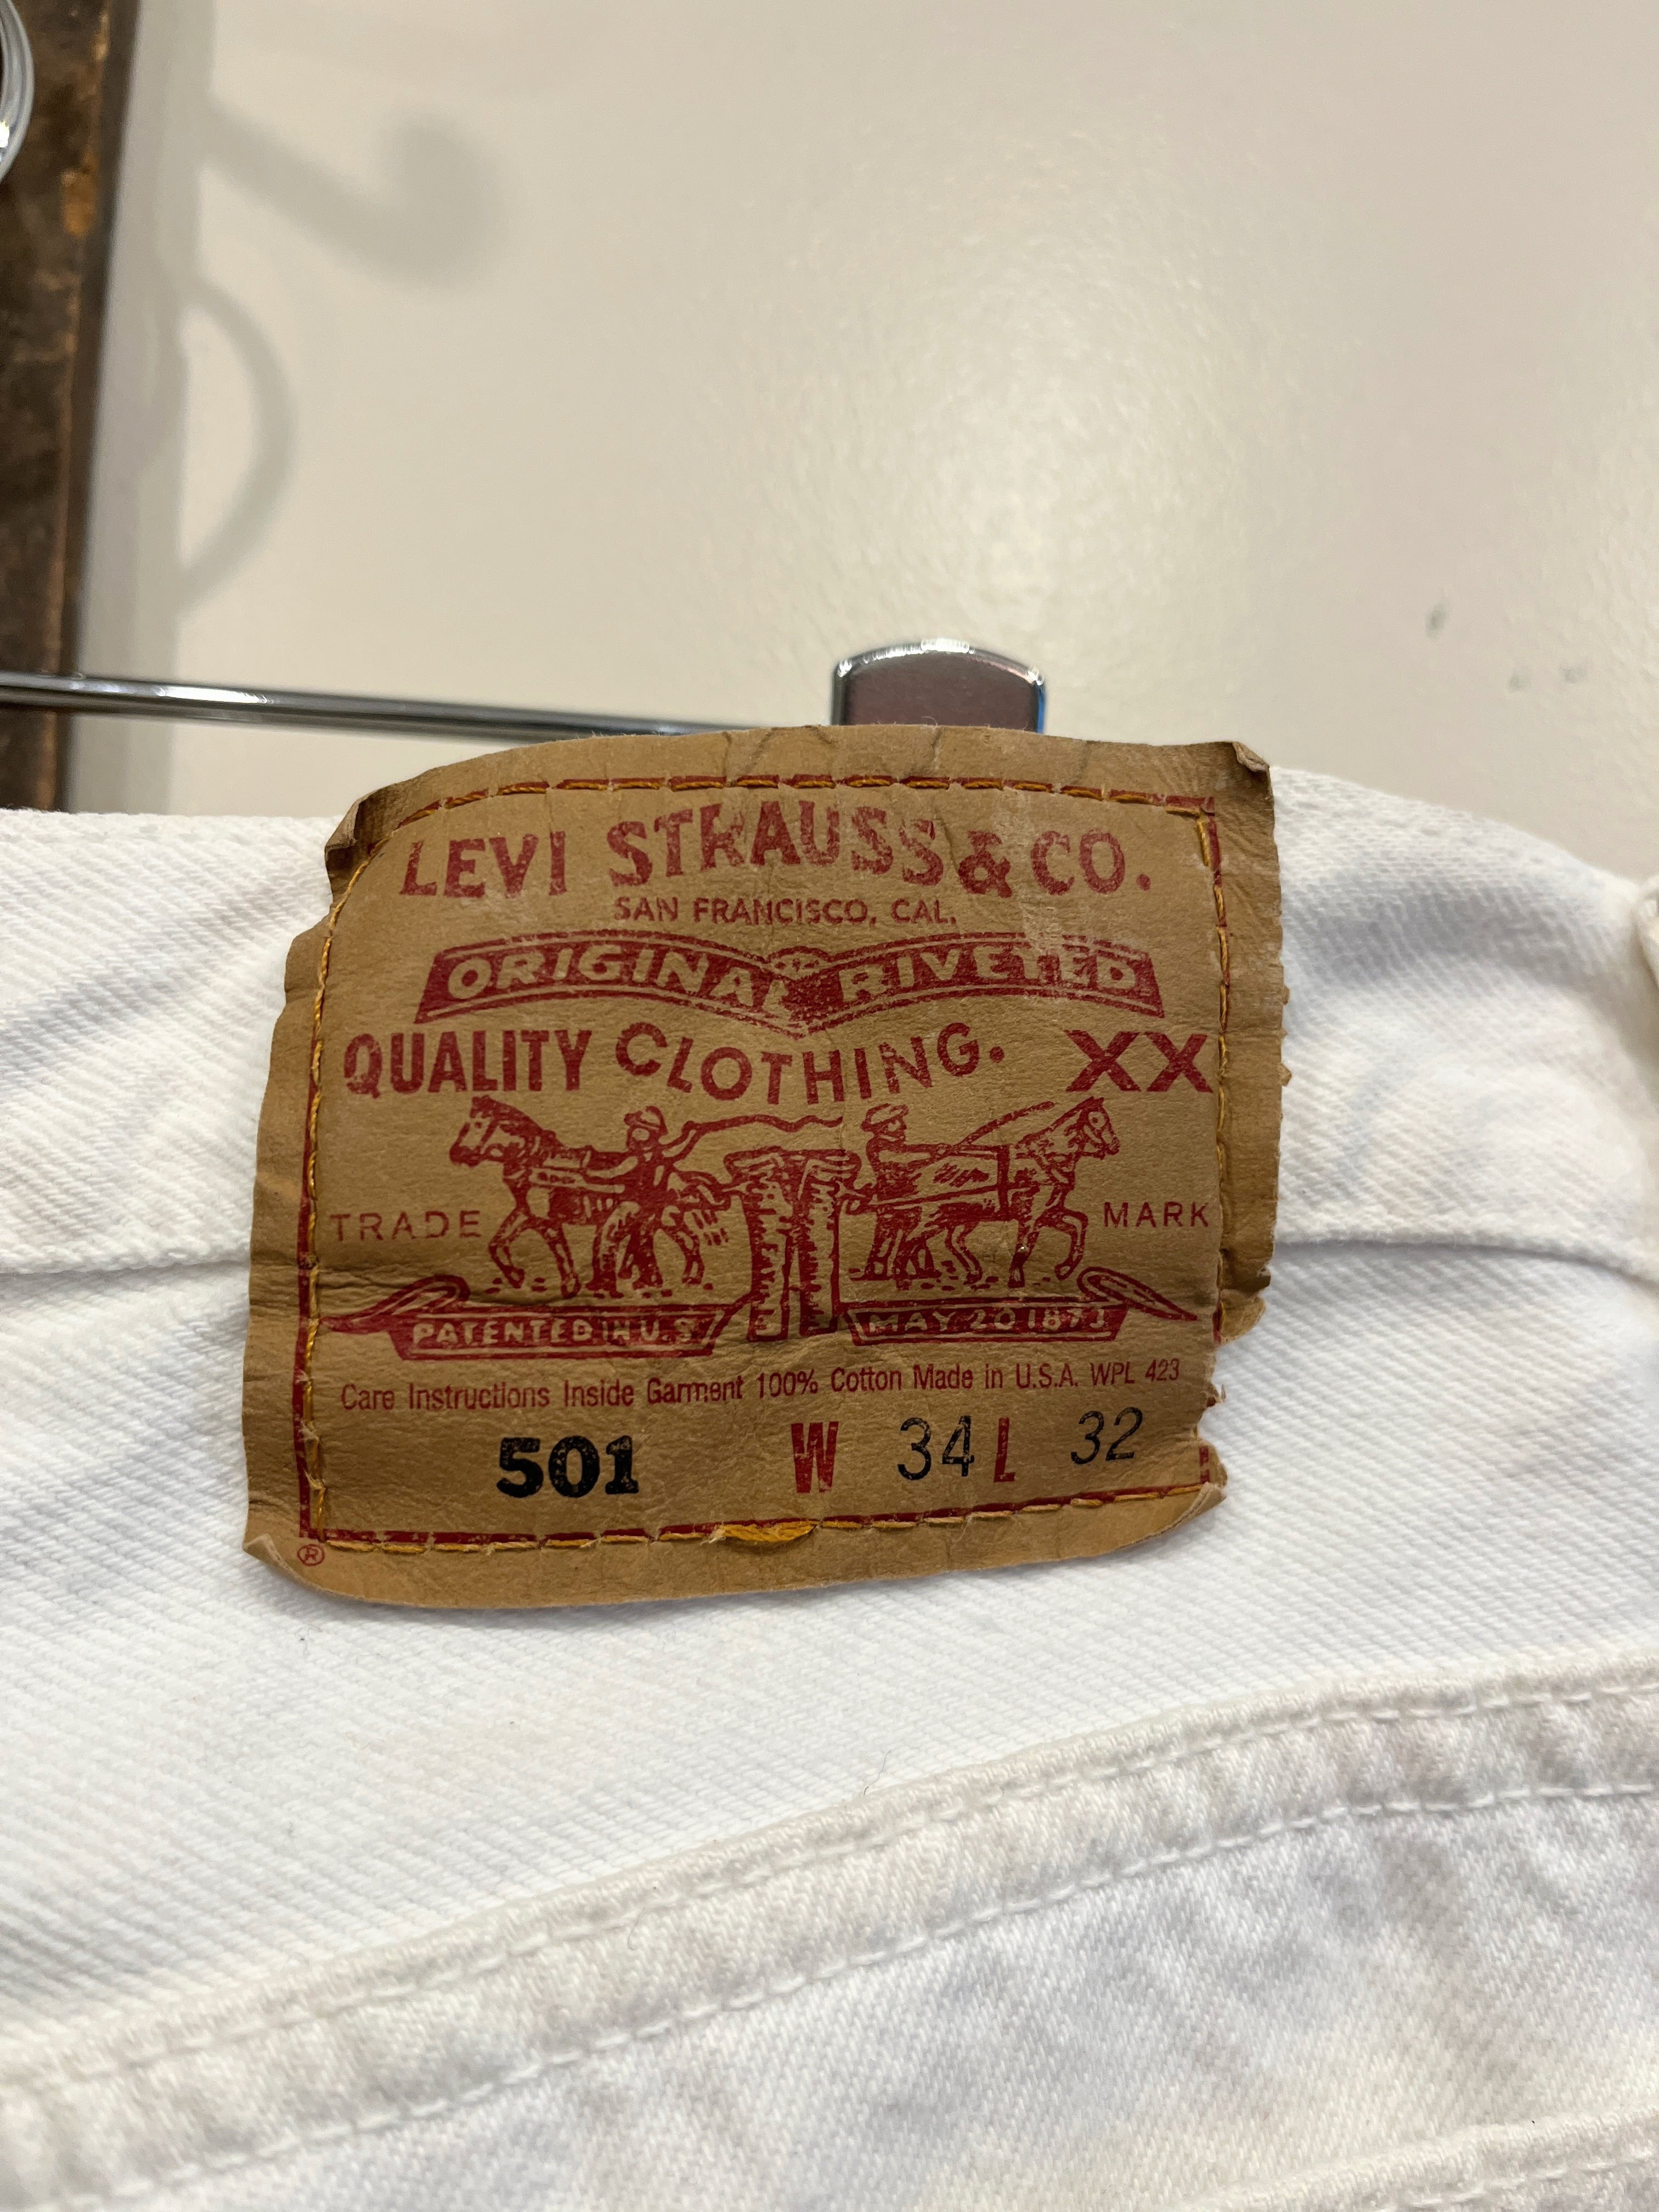 LEVI STRAUSS & CO.
SAN FRANCISCO, CAL.
ORIGINAL RIVETED
QUALITY CLOTHING. XX
TRADE MARK
PATENTED IN U.S. MAY 20 1873
Care Instructions Inside Garment 100% Cotton Made in U.S.A. WPL 423
501 W 34 L 32
®